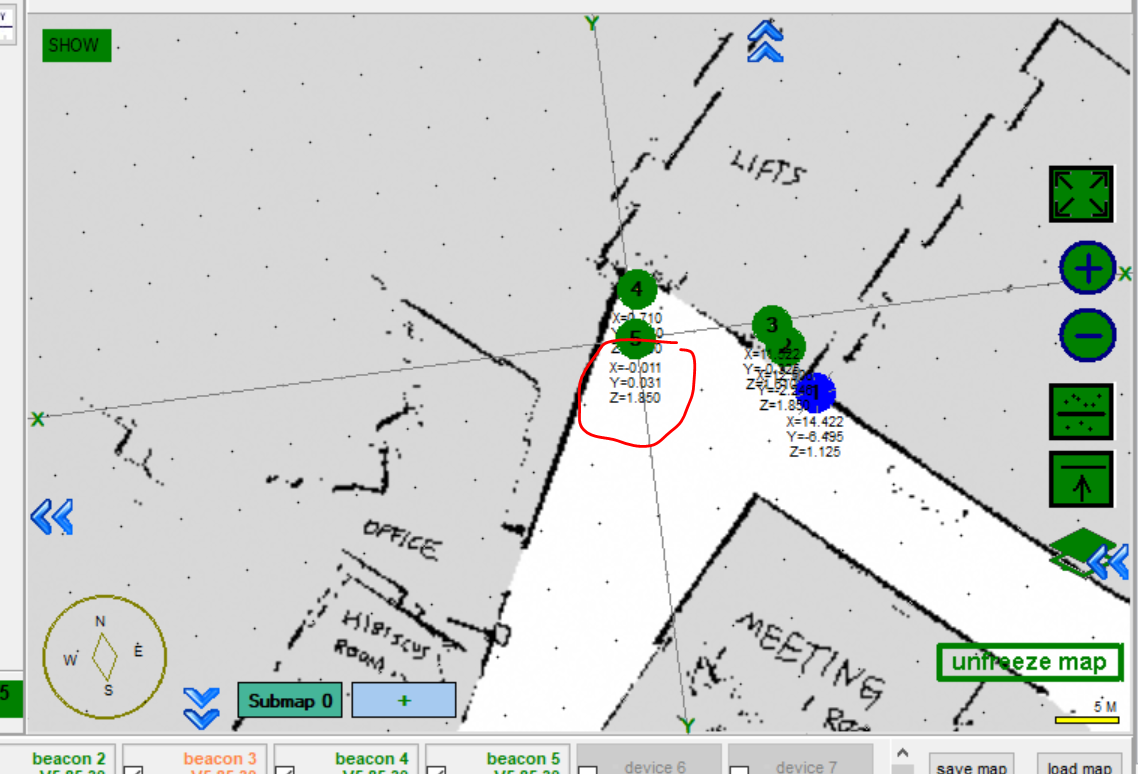 Y
SHOW
Y
LIFTS
X
4
3
X=0.710
5
2
X=-0.011
Y=0.031
Z=1.850
1
X=14.422
Y=-6.495
Z=1.125
X
OFFICE
HIBISCUS
ROOM
MEETING
N
W
E
S
unfreeze map
Submap 0
+
5 M
Y
5
beacon 2
beacon 3
beacon 4
beacon 5
device 6
device 7
save map
load map